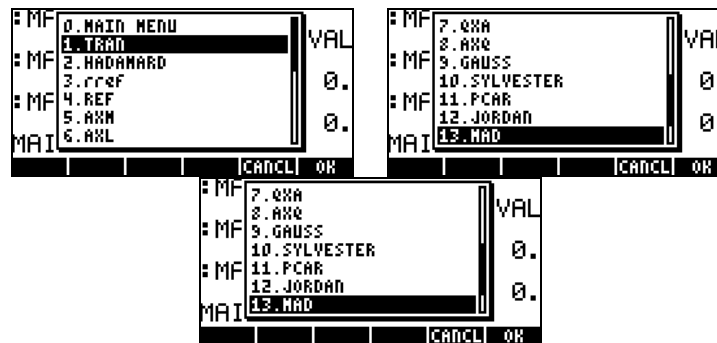 :MF
0.MAIN MENU
1.TRAN
VAL
:MF
2.HADAMARD
3.rref
0.
:MF
4.REF
5.AXM
0.
MAI
6.AXL
CANCL OK
:MF
7.QXA
8.AXQ
VAL
:MF
9.GAUSS
10.SYLVESTER
0
:MF
11.PCAR
12.JORDAN
0
MAI
13.MAD
CANCL OK
:MF
7.QXA
8.AXQ
VAL
:MF
9.GAUSS
10.SYLVESTER
0.
:MF
11.PCAR
12.JORDAN
0.
MAI
13.MAD
CANCL OK